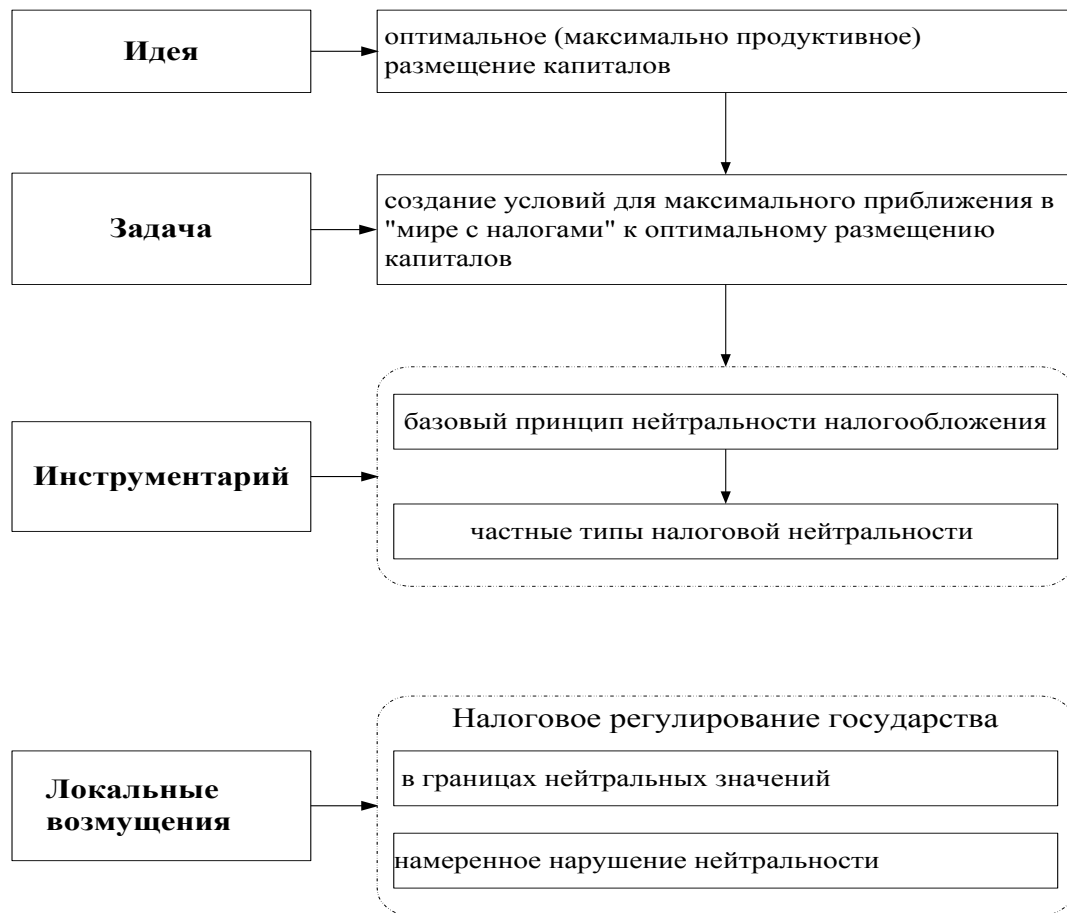 Идея
оптимальное (максимально продуктивное)
размещение капиталов
Задача
создание условий для максимального приближения в
"мире с налогами" к оптимальному размещению
капиталов
Инструментарий
базовый принцип нейтральности налогообложения
частные типы налоговой нейтральности
Локальные
возмущения
Налоговое регулирование государства
в границах нейтральных значений
намеренное нарушение нейтральности